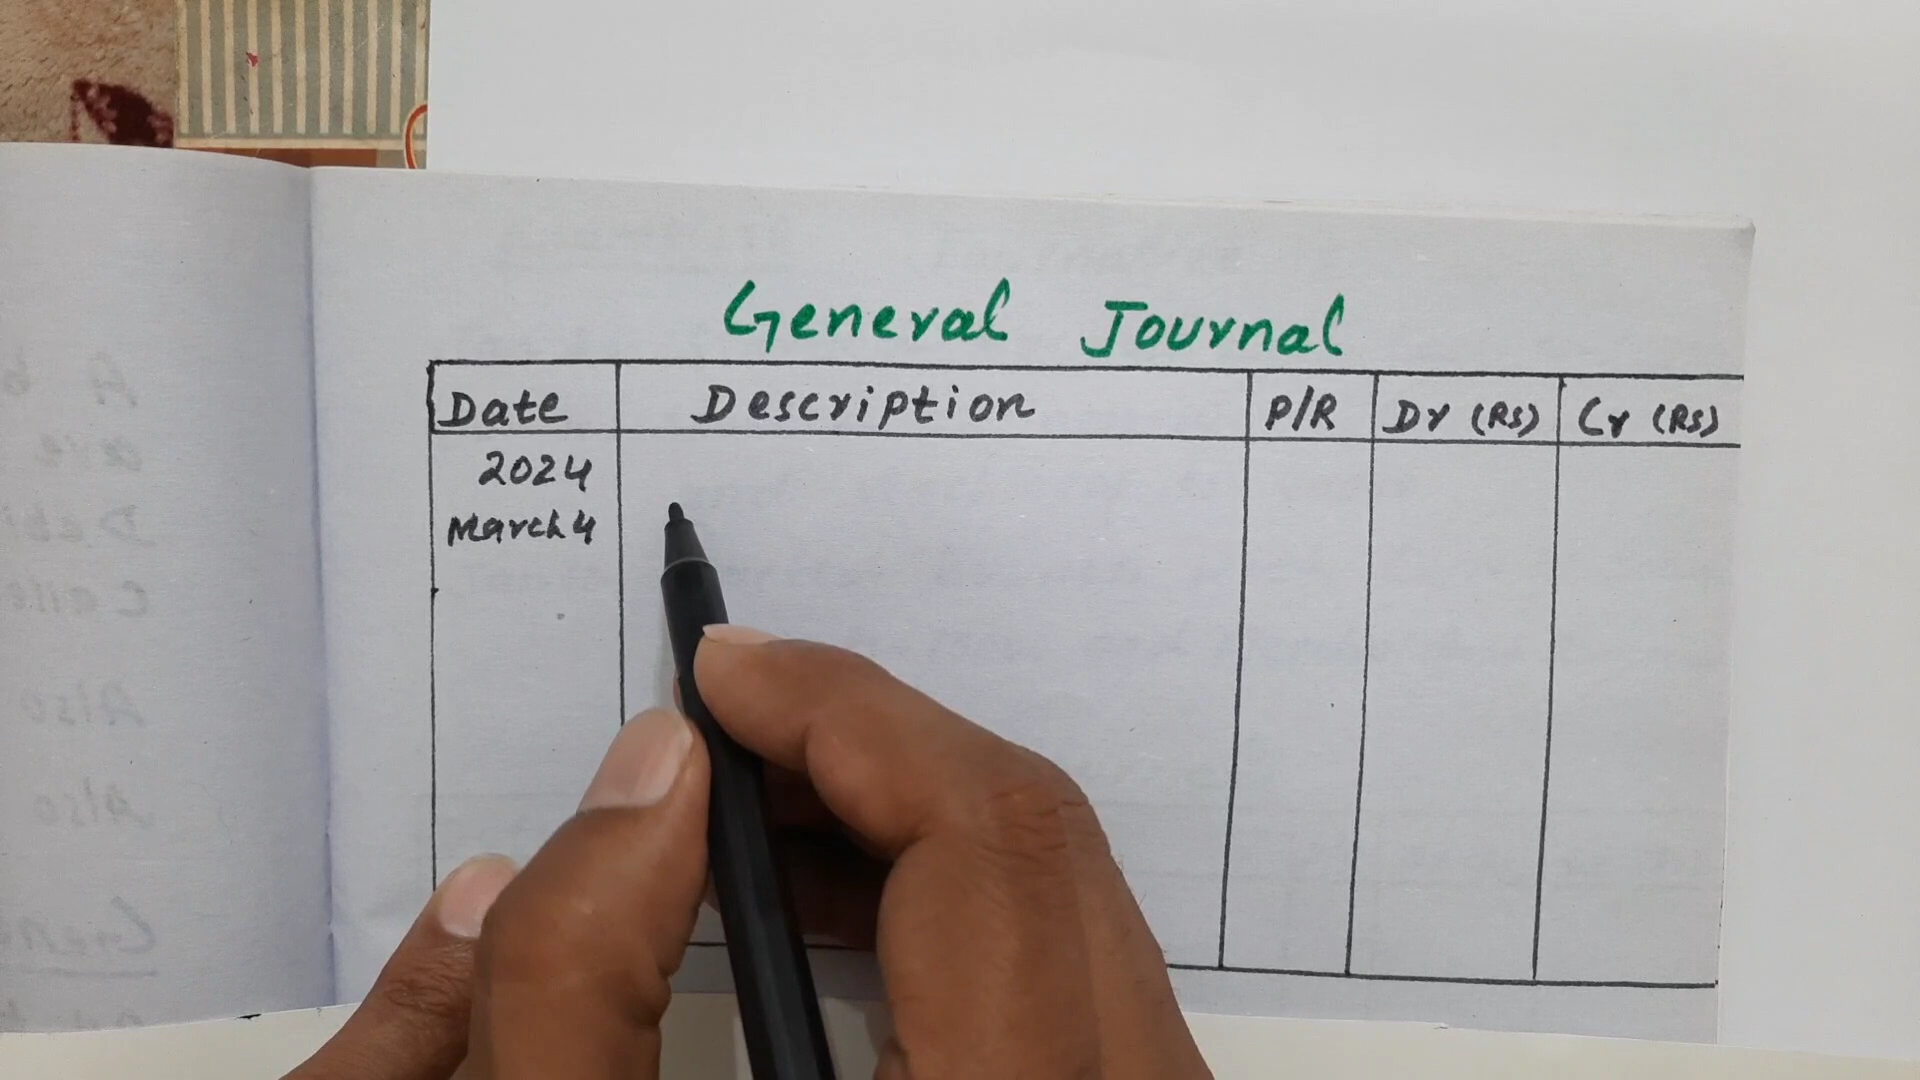 General Journal
Date Description P/R Dr (Rs) Cr (Rs)
2024
March 4